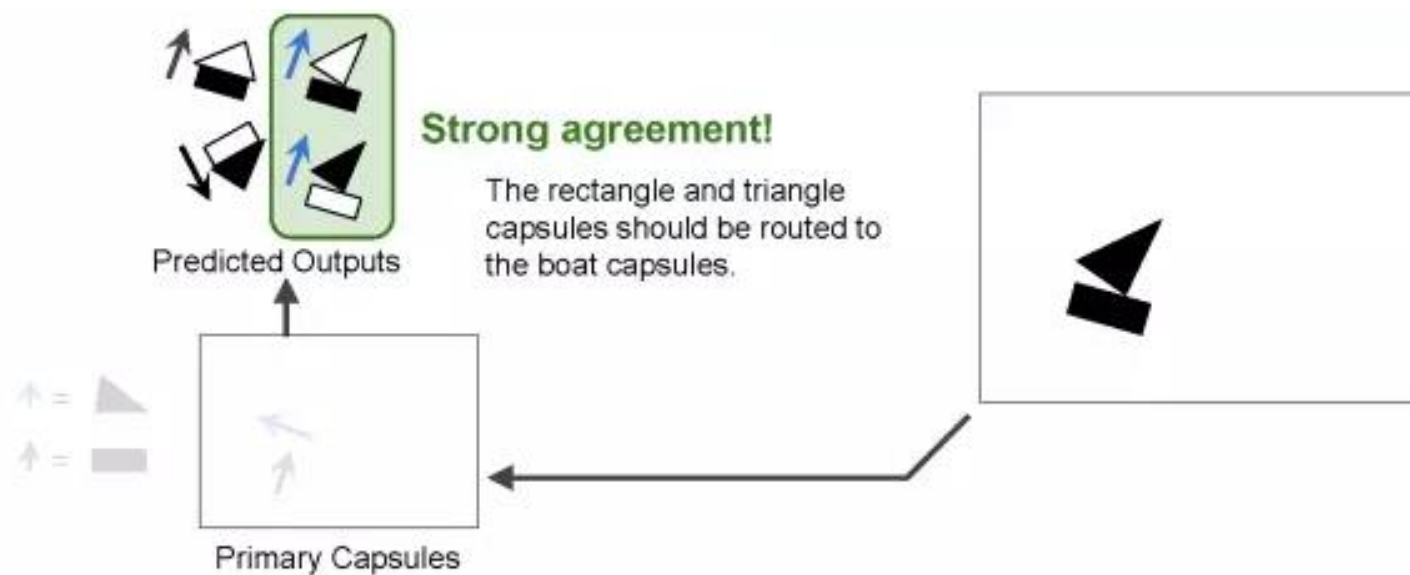 Strong agreement!
The rectangle and triangle
capsules should be routed to
the boat capsules.
Predicted Outputs
=
=
Primary Capsules